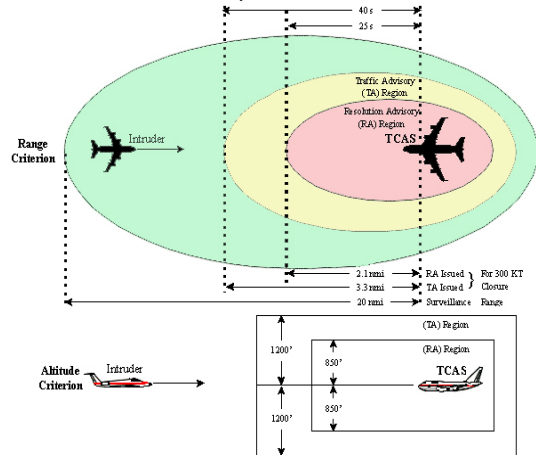 40 s
25 s
Traffic Advisory
(TA) Region
Resolution Advisory
(RA) Region
TCAS
Range
Criterion
Intruder
2.1 nmi RA Issued } For 300 KT
3.3 nmi TA Issued Closure
20 nmi Surveillance Range
(TA) Region
1200'
(RA) Region
850'
Altitude
Criterion
Intruder
TCAS
850'
1200'